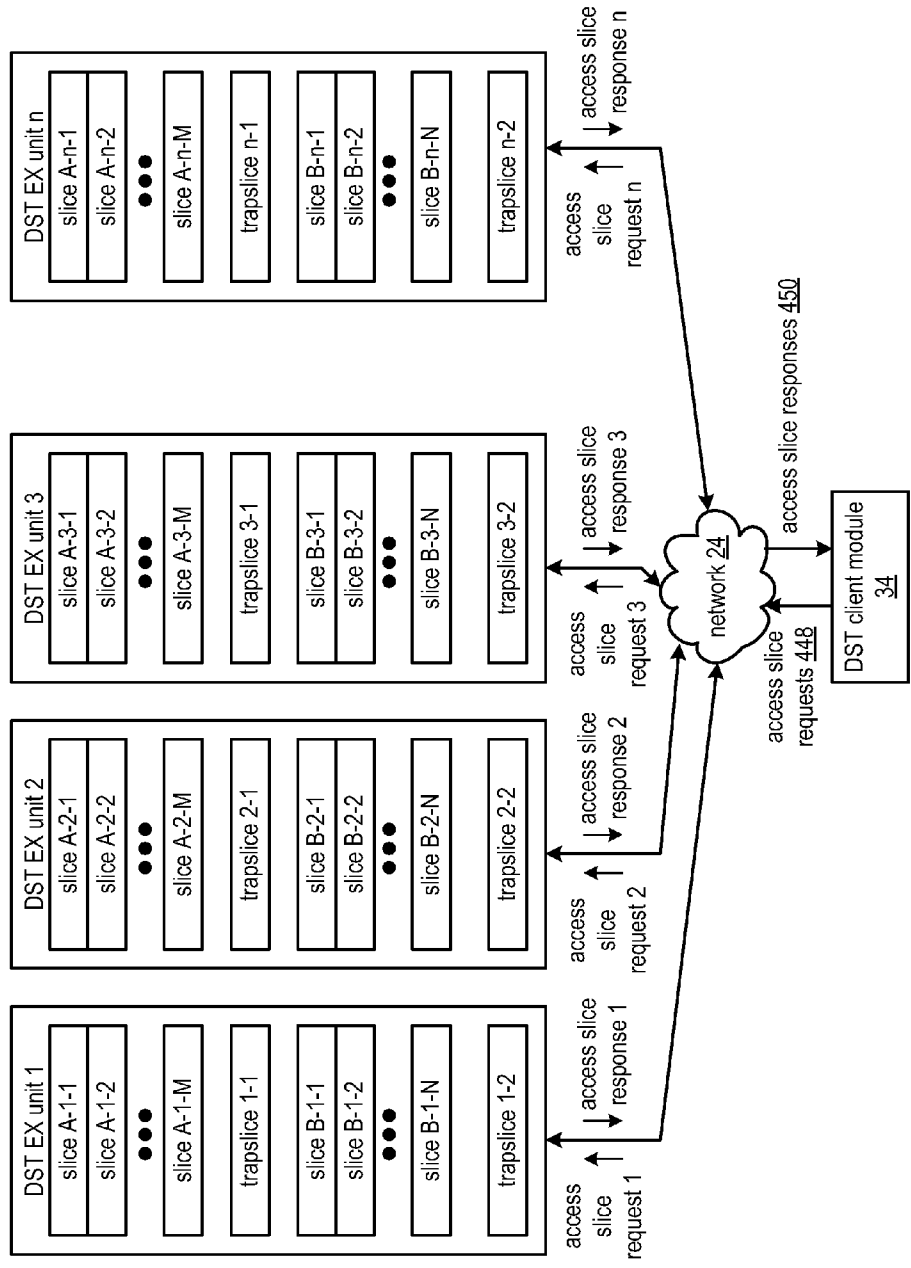 DST EX unit 1
slice A-1-1
slice A-1-2
slice A-1-M
trapslice 1-1
slice B-1-1
slice B-1-2
slice B-1-N
trapslice 1-2
access
slice
request 1
access slice
response 1
DST EX unit 2
slice A-2-1
slice A-2-2
slice A-2-M
trapslice 2-1
slice B-2-1
slice B-2-2
slice B-2-N
trapslice 2-2
access
slice
request 2
access slice
response 2
DST EX unit 3
slice A-3-1
slice A-3-2
slice A-3-M
trapslice 3-1
slice B-3-1
slice B-3-2
slice B-3-N
trapslice 3-2
access
slice
request 3
access slice
response 3
DST EX unit n
slice A-n-1
slice A-n-2
slice A-n-M
trapslice n-1
slice B-n-1
slice B-n-2
slice B-n-N
trapslice n-2
access
slice
request n
access slice
response n
network 24
access slice
requests 448
access slice responses 450
DST client module
34